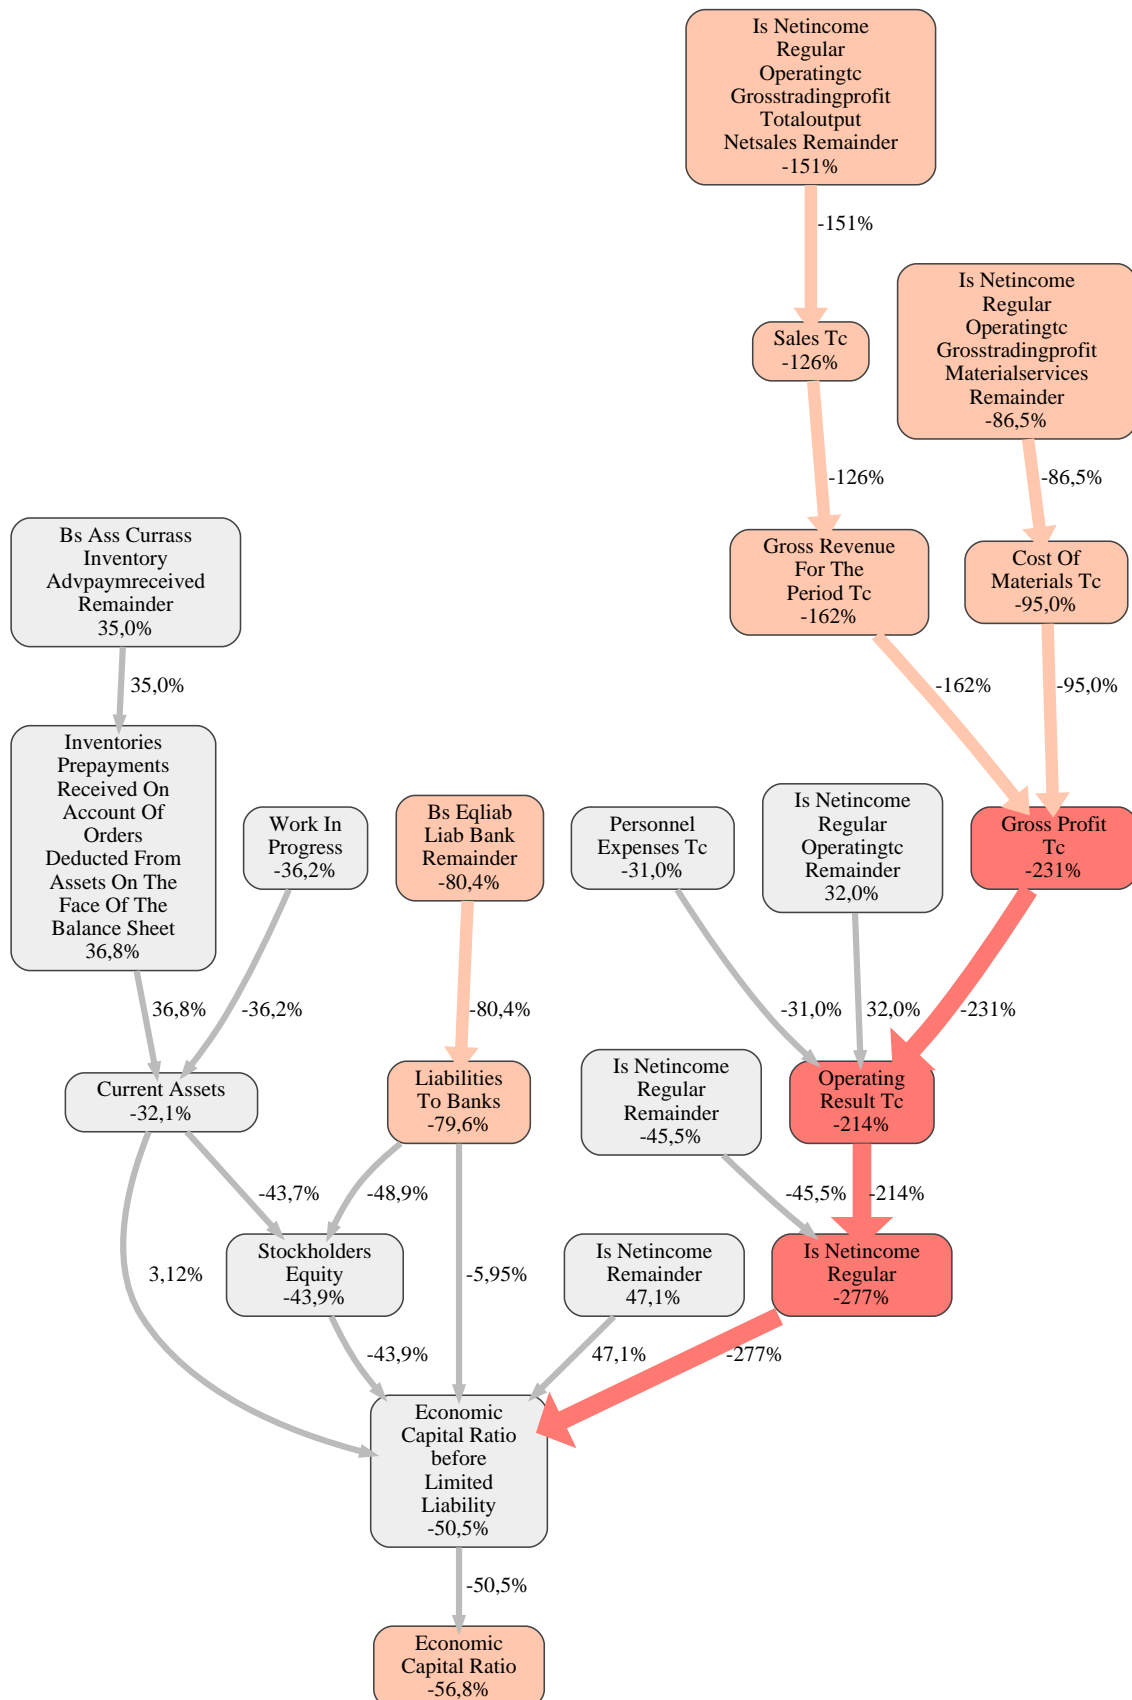 Is Netincome
Regular
Operatingtc
Grosstradingprofit
Totaloutput
Netsales Remainder
-151%
-151%
Is Netincome
Regular
Operatingtc
Grosstradingprofit
Materialservices
Remainder
-86,5%
Sales Tc
-126%
-126%
-86,5%
Bs Ass Currass
Inventory
Advpaymreceived
Remainder
35,0%
Gross Revenue
For The
Period Tc
-162%
Cost Of
Materials Tc
-95,0%
35,0%
-162%
-95,0%
Inventories
Prepayments
Received On
Account Of
Orders
Deducted From
Assets On The
Face Of The
Balance Sheet
36,8%
Work In
Progress
-36,2%
Bs Eqliab
Liab Bank
Remainder
-80,4%
Personnel
Expenses Tc
-31,0%
Is Netincome
Regular
Operatingtc
Remainder
32,0%
Gross Profit
Tc
-231%
36,8%
-36,2%
-80,4%
-31,0%
32,0%
-231%
Current Assets
-32,1%
Liabilities
To Banks
-79,6%
Is Netincome
Regular
Remainder
-45,5%
Operating
Result Tc
-214%
-43,7%
-48,9%
-45,5%
-214%
3,12%
Stockholders
Equity
-43,9%
-5,95%
Is Netincome
Remainder
47,1%
Is Netincome
Regular
-277%
-43,9%
47,1%
-277%
Economic
Capital Ratio
before
Limited
Liability
-50,5%
-50,5%
Economic
Capital Ratio
-56,8%